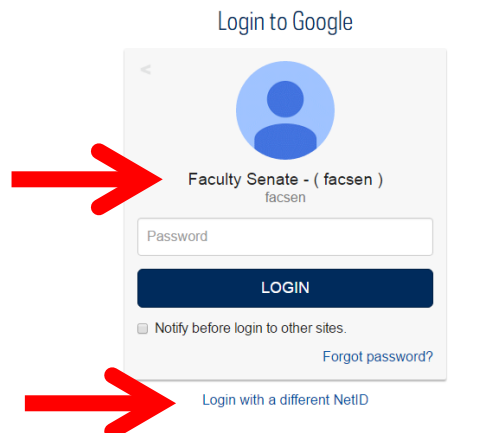 Login to Google
<
Faculty Senate - ( facsen )
facsen
Password
LOGIN
Notify before login to other sites.
Forgot password?
Login with a different NetID